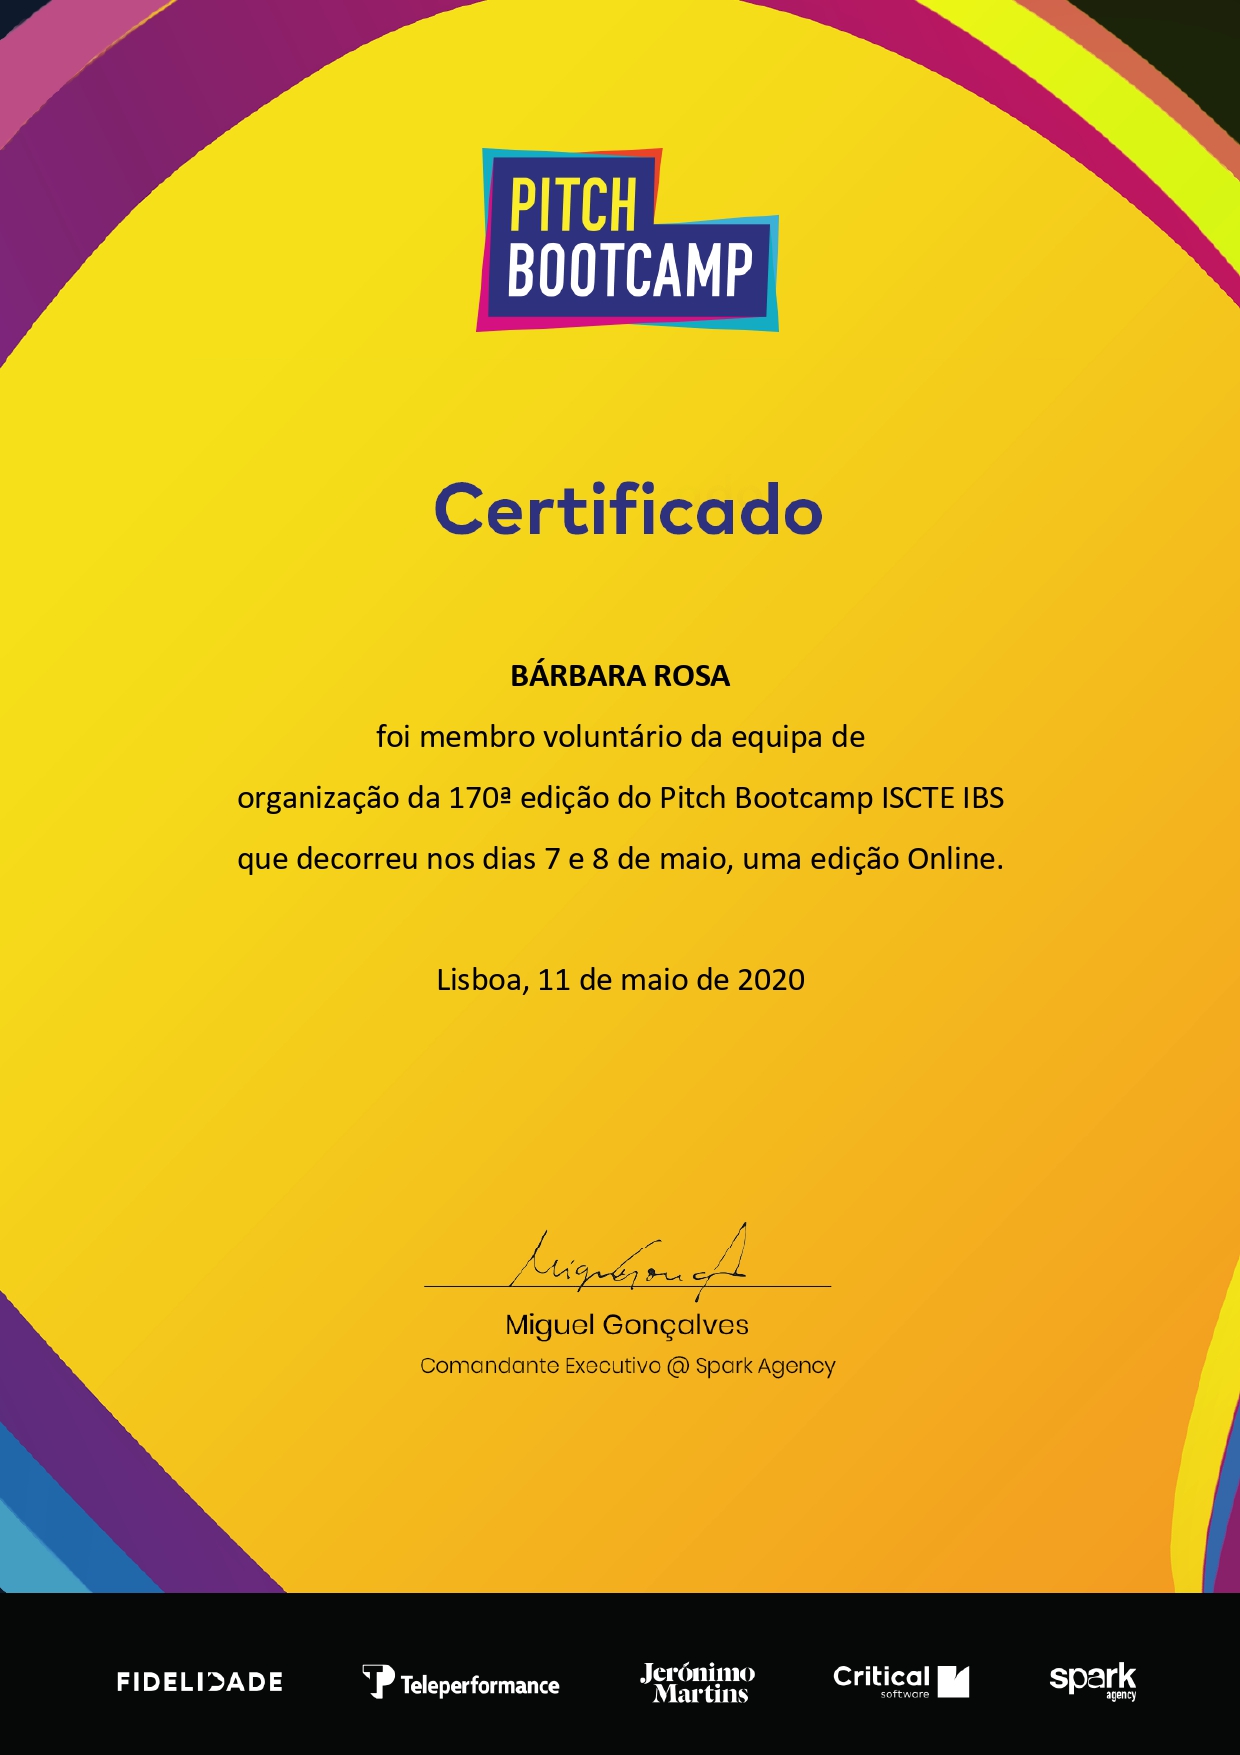 PITCH
BOOTCAMP
Certificado
BÁRBARA ROSA
foi membro voluntário da equipa de
organização da 170ª edição do Pitch Bootcamp ISCTE IBS
que decorreu nos dias 7 e 8 de maio, uma edição Online.
Lisboa, 11 de maio de 2020
Miguel Gonçalves
Comandante Executivo @ Spark Agency
FIDELIDADE
Teleperformance
Jerónimo
Martins
Critical
software
spark
agency